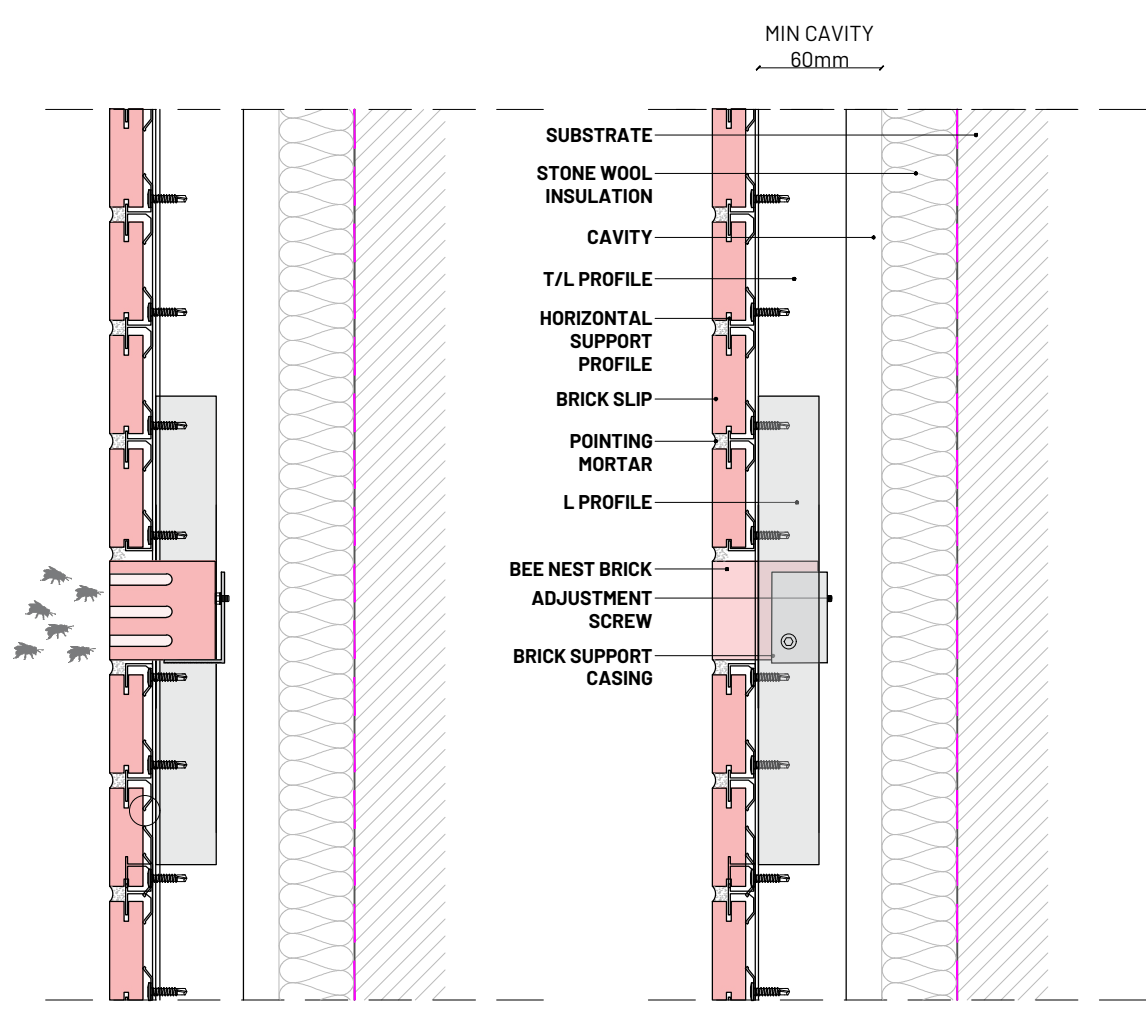 MIN CAVITY
60mm
SUBSTRATE
STONE WOOL
INSULATION
CAVITY
T/L PROFILE
HORIZONTAL
SUPPORT
PROFILE
BRICK SLIP
POINTING
MORTAR
L PROFILE
BEE NEST BRICK
ADJUSTMENT
SCREW
BRICK SUPPORT
CASING